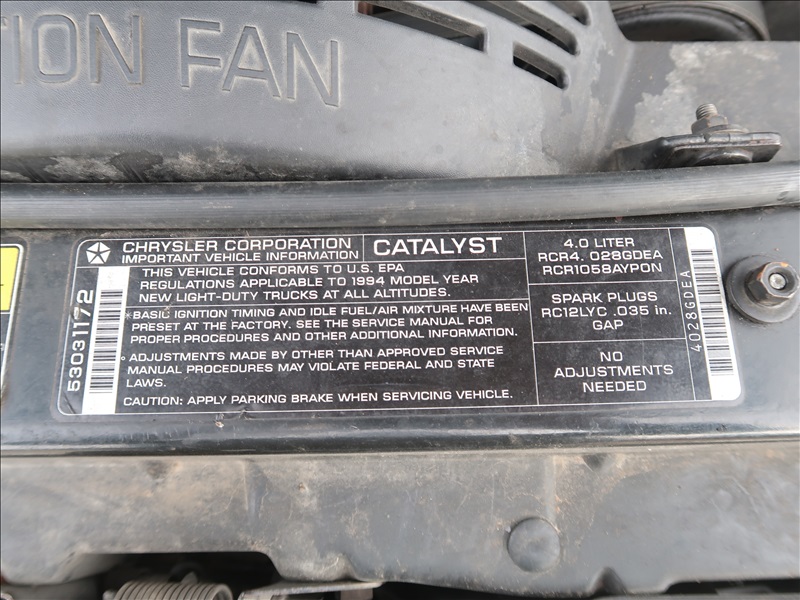 TION FAN
CHRYSLER CORPORATION
IMPORTANT VEHICLE INFORMATION
CATALYST
THIS VEHICLE CONFORMS TO U.S. EPA
REGULATIONS APPLICABLE TO 1994 MODEL YEAR
NEW LIGHT-DUTY TRUCKS AT ALL ALTITUDES.
*BASIC IGNITION TIMING AND IDLE FUEL/AIR MIXTURE HAVE BEEN
PRESET AT THE FACTORY. SEE THE SERVICE MANUAL FOR
PROPER PROCEDURES AND OTHER ADDITIONAL INFORMATION.
* ADJUSTMENTS MADE BY OTHER THAN APPROVED SERVICE
MANUAL PROCEDURES MAY VIOLATE FEDERAL AND STATE
LAWS.
CAUTION: APPLY PARKING BRAKE WHEN SERVICING VEHICLE.
4.0 LITER
RCR4. 028GDEA
RCR1058AYP0N
SPARK PLUGS
RC12LYC .035 in.
GAP
NO
ADJUSTMENTS
NEEDED
53031172
4028GDEA